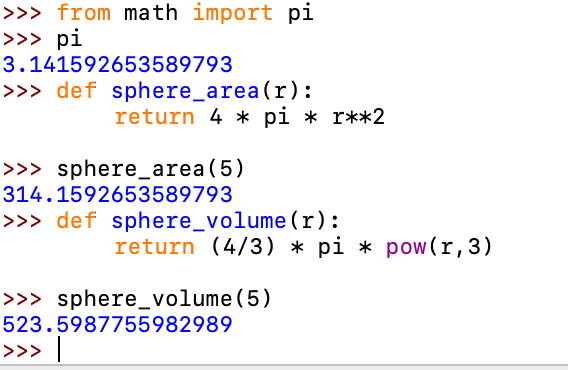 >>> from math import pi
>>> pi
3.141592653589793
>>> def sphere_area(r):
        return 4 * pi * r**2
>>> sphere_area(5)
314.1592653589793
>>> def sphere_volume(r):
        return (4/3) * pi * pow(r,3)
>>> sphere_volume(5)
523.5987755982989
>>>